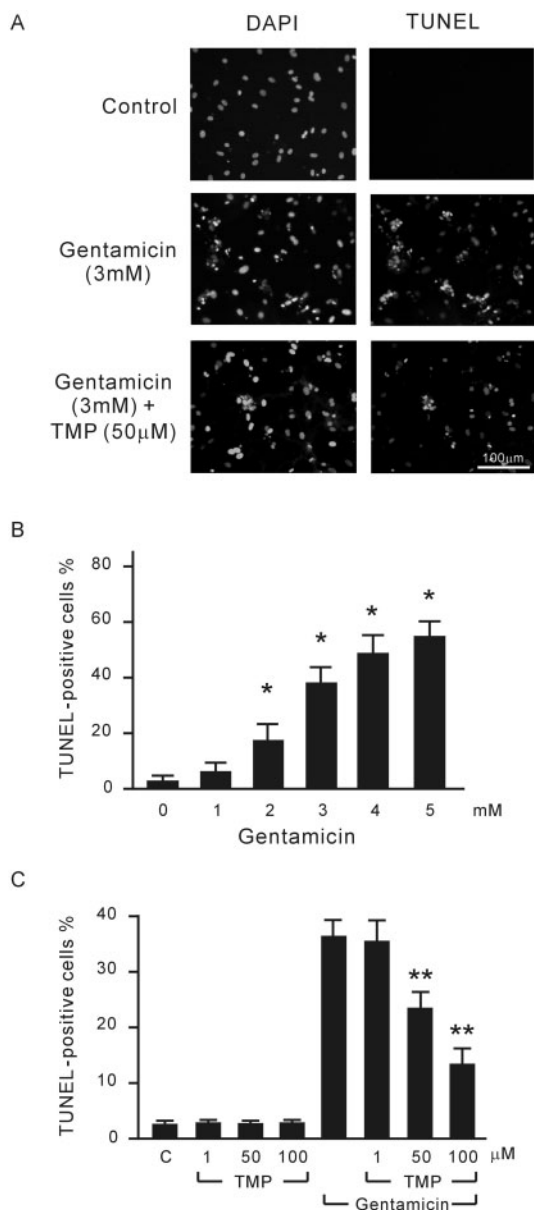 A
DAPI TUNEL
Control
Gentamicin
(3mM)
Gentamicin
(3mM) +
TMP (50μM)
100μm
B
TUNEL-positive cells %
80
60
40
20
0
* * * *
0 1 2 3 4 5 mM
Gentamicin
C
TUNEL-positive cells %
40
30
20
10
0
** **
C 1 50 100 1 50 100 μM
TMP TMP
Gentamicin